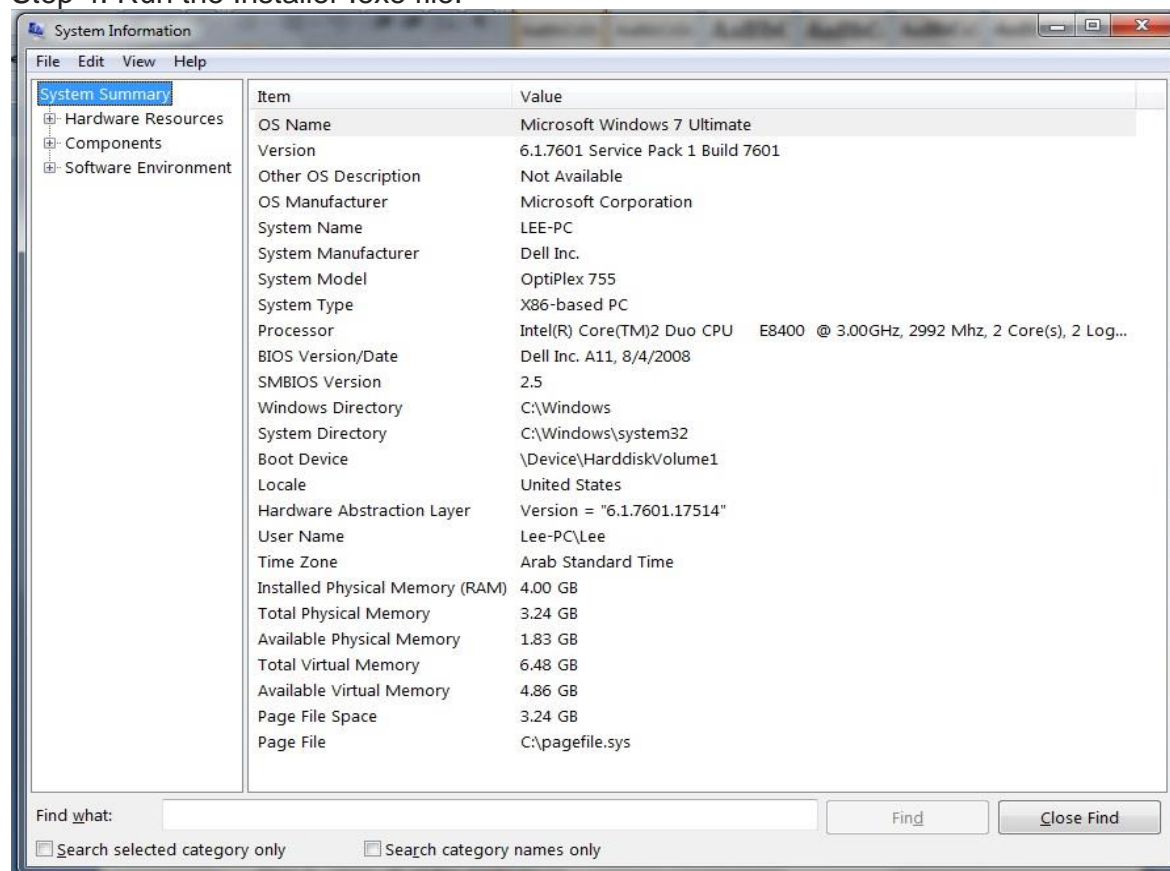 Step 4: Run the Installer .exe file.
System Information
File Edit View Help
System Summary
Hardware Resources
Components
Software Environment
Item Value
OS Name Microsoft Windows 7 Ultimate
Version 6.1.7601 Service Pack 1 Build 7601
Other OS Description Not Available
OS Manufacturer Microsoft Corporation
System Name LEE-PC
System Manufacturer Dell Inc.
System Model OptiPlex 755
System Type X86-based PC
Processor Intel(R) Core(TM)2 Duo CPU E8400 @ 3.00GHz, 2992 Mhz, 2 Core(s), 2 Log...
BIOS Version/Date Dell Inc. A11, 8/4/2008
SMBIOS Version 2.5
Windows Directory C:\Windows
System Directory C:\Windows\system32
Boot Device \Device\HarddiskVolume1
Locale United States
Hardware Abstraction Layer Version = "6.1.7601.17514"
User Name Lee-PC\Lee
Time Zone Arab Standard Time
Installed Physical Memory (RAM) 4.00 GB
Total Physical Memory 3.24 GB
Available Physical Memory 1.83 GB
Total Virtual Memory 6.48 GB
Available Virtual Memory 4.86 GB
Page File Space 3.24 GB
Page File C:\pagefile.sys
Find what:
Find
Close Find
Search selected category only
Search category names only